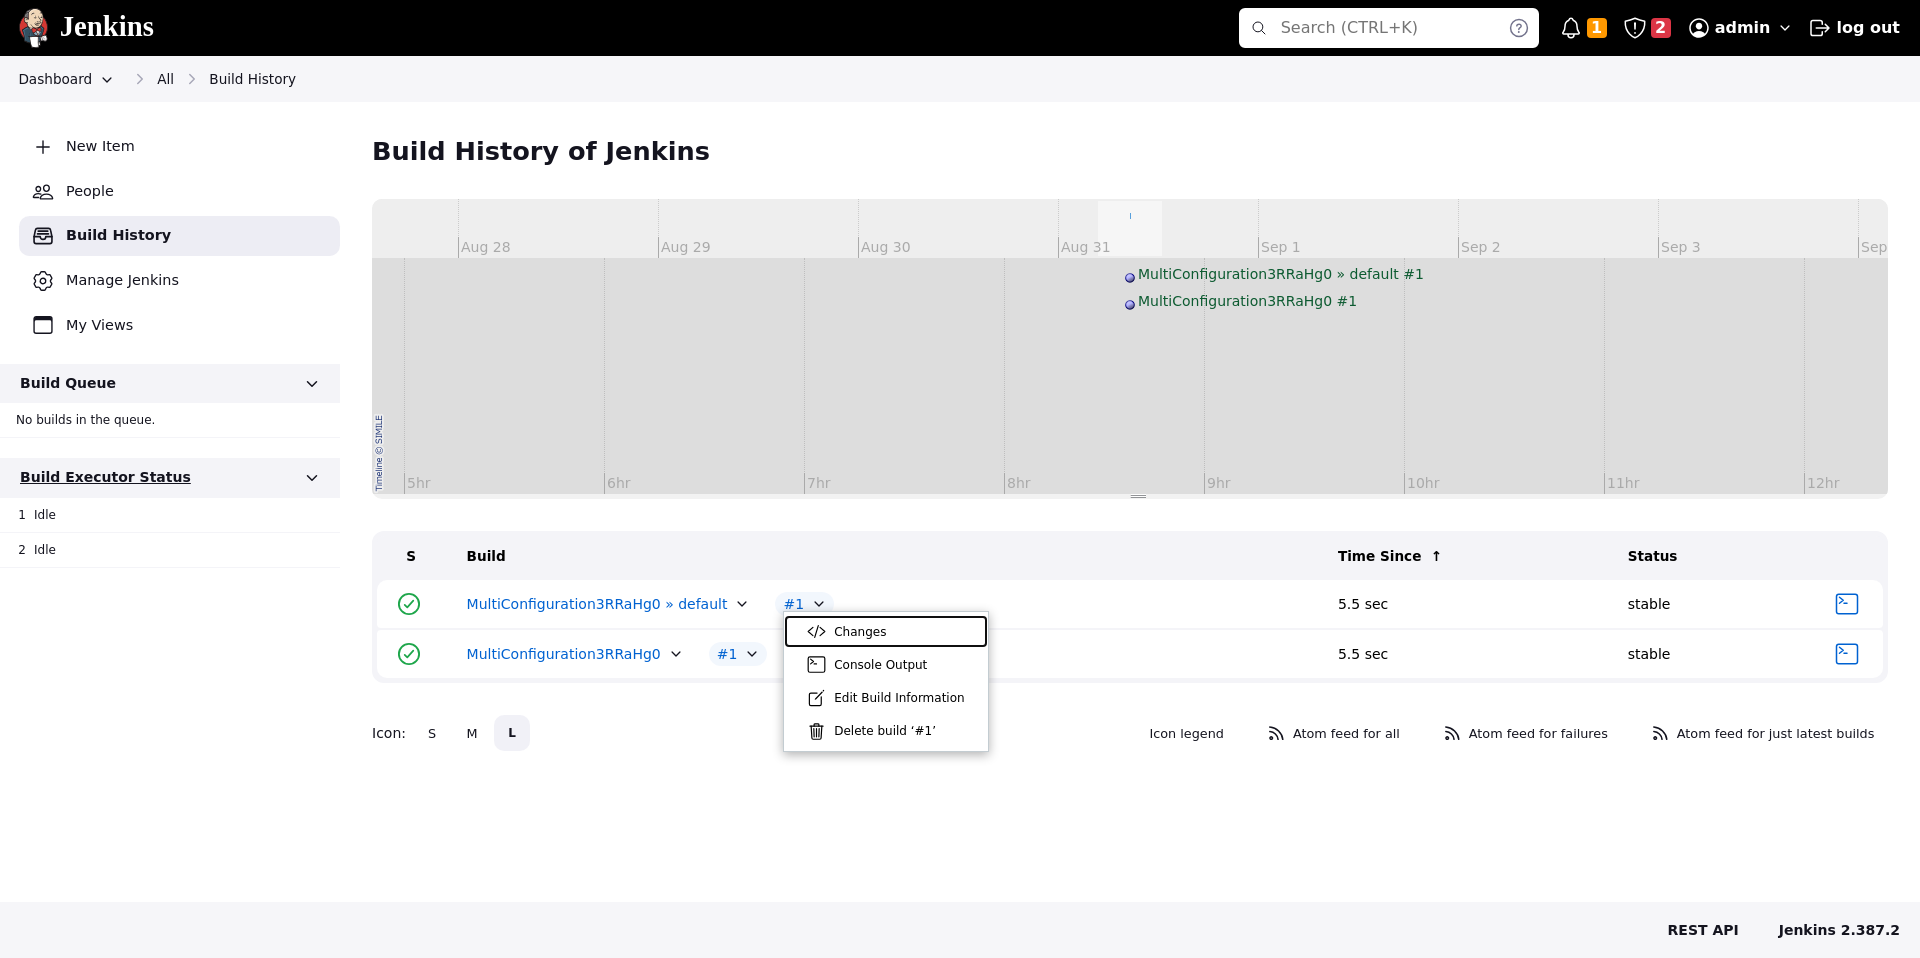 Jenkins
Search (CTRL+K)
1
2
admin
log out
Dashboard
All
Build History
New Item
People
Build History
Manage Jenkins
My Views
Build Queue
No builds in the queue.
Build Executor Status
1 Idle
2 Idle
Build History of Jenkins
Aug 28
Aug 29
Aug 30
Aug 31
Sep 1
Sep 2
Sep 3
Sep
MultiConfiguration3RRaHg0 » default #1
MultiConfiguration3RRaHg0 #1
Timeline © SIMILE
5hr
6hr
7hr
8hr
9hr
10hr
11hr
12hr
S Build Time Since ↑ Status
MultiConfiguration3RRaHg0 » default #1 5.5 sec stable
MultiConfiguration3RRaHg0 #1 5.5 sec stable
Changes
Console Output
Edit Build Information
Delete build ‘#1’
Icon: S M L
Icon legend
Atom feed for all
Atom feed for failures
Atom feed for just latest builds
REST API
Jenkins 2.387.2